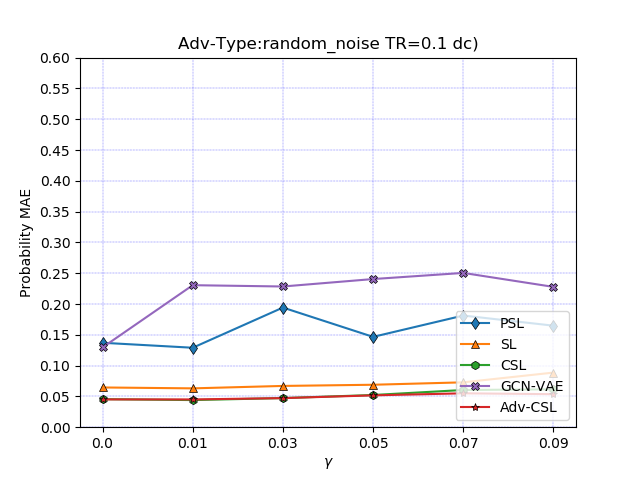 Adv-Type:random_noise TR=0.1 dc)
0.60
0.55
0.50
0.45
0.40
0.35
0.30
0.25
0.20
0.15
0.10
0.05
0.00
Probability MAE
PSL
SL
CSL
GCN-VAE
Adv-CSL
0.0 0.01 0.03 0.05 0.07 0.09
γ